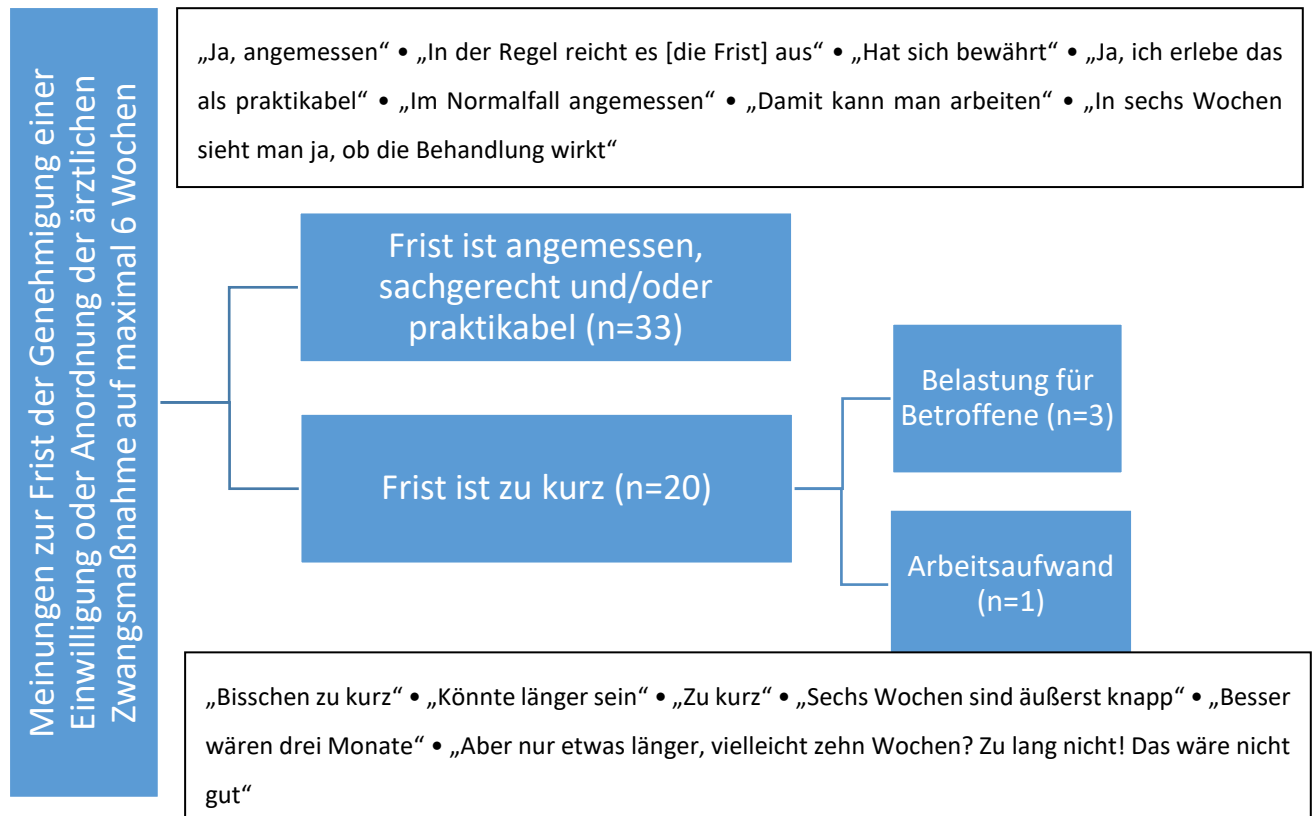 Meinungen zur Frist der Genehmigung einer
Einwilligung oder Anordnung der ärztlichen
Zwangsmaßnahme auf maximal 6 Wochen
„Ja, angemessen“ • „In der Regel reicht es [die Frist] aus“ • „Hat sich bewährt“ • „Ja, ich erlebe das
als praktikabel“ • „Im Normalfall angemessen“ • „Damit kann man arbeiten“ • „In sechs Wochen
sieht man ja, ob die Behandlung wirkt“
Frist ist angemessen,
sachgerecht und/oder
praktikabel (n=33)
Frist ist zu kurz (n=20)
Belastung für
Betroffene (n=3)
Arbeitsaufwand
(n=1)
„Bisschen zu kurz“ • „Könnte länger sein“ • „Zu kurz“ • „Sechs Wochen sind äußerst knapp“ • „Besser
wären drei Monate“ • „Aber nur etwas länger, vielleicht zehn Wochen? Zu lang nicht! Das wäre nicht
gut“